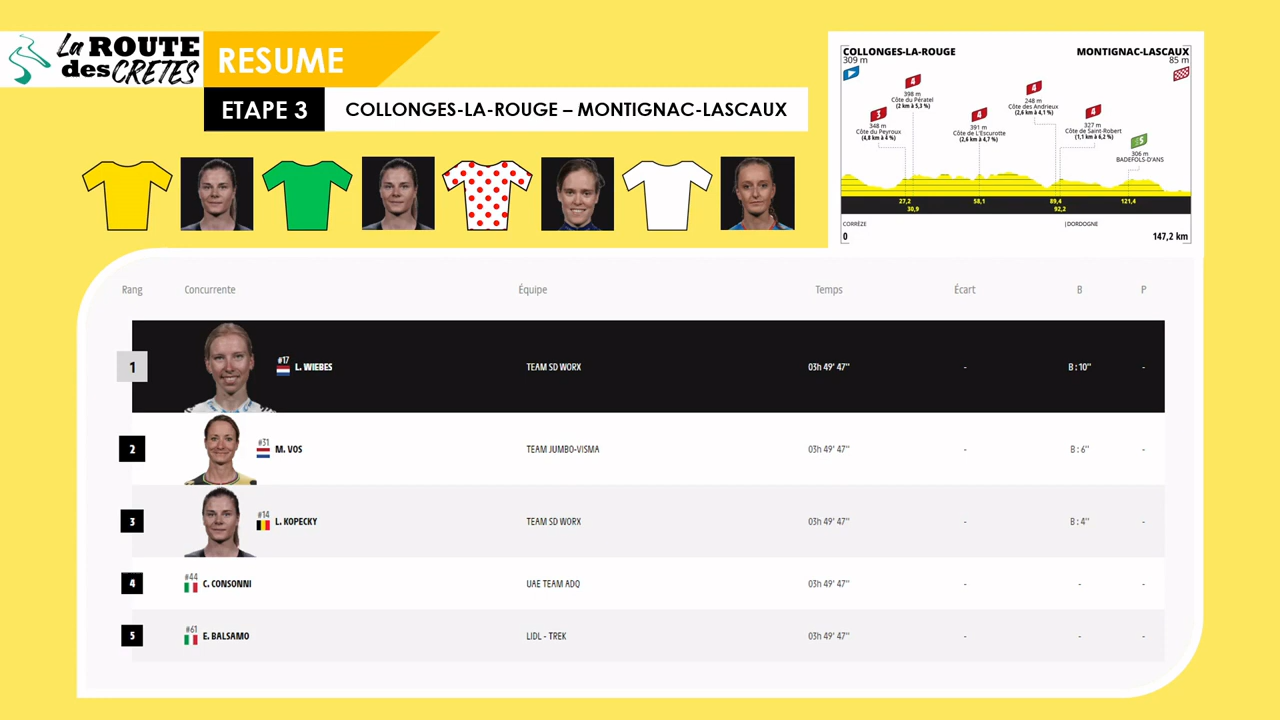 La ROUTE
des CRETES
RESUME
ETAPE 3
COLLONGES-LA-ROUGE – MONTIGNAC-LASCAUX
COLLONGES-LA-ROUGE
309 m
MONTIGNAC-LASCAUX
85 m
4
398 m
Côte du Pératel
(2 km à 5,3 %)
4
248 m
Côte des Andrieux
(2,6 km à 4,1 %)
3
348 m
Côte du Peyroux
(4,8 km à 4 %)
4
391 m
Côte de L'Escurotte
(2,6 km à 4,7 %)
4
327 m
Côte de Saint-Robert
(1,1 km à 6,2 %)
S
306 m
BADEFOLS-D'ANS
27,2
30,9
58,1
89,4
92,2
121,4
CORRÈZE
DORDOGNE
0
147,2 km
Rang Concurrente Équipe Temps Écart B P
1 #17 L. WIEBES TEAM SD WORX 03h 49' 47'' - B : 10'' -
2 #31 M. VOS TEAM JUMBO-VISMA 03h 49' 47'' - B : 6'' -
3 #14 L. KOPECKY TEAM SD WORX 03h 49' 47'' - B : 4'' -
4 #44 C. CONSONNI UAE TEAM ADQ 03h 49' 47'' - - -
5 #61 E. BALSAMO LIDL - TREK 03h 49' 47'' - - -